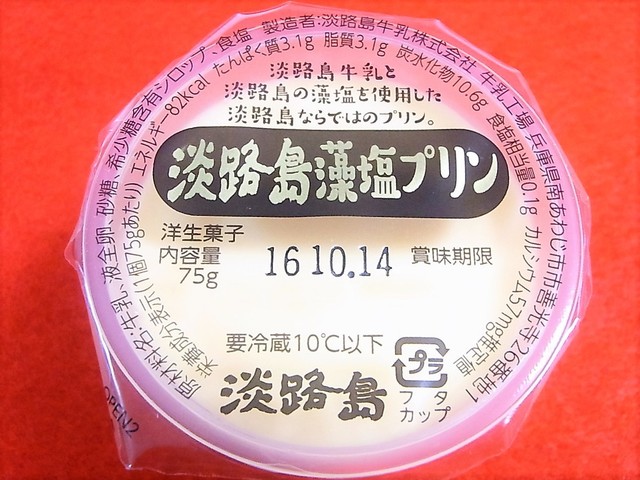 原材料名:牛乳、液全卵、砂糖、希少糖含有シロップ、食塩 製造者:淡路島牛乳株式会社 牛乳工場 兵庫県南あわじ市市善光寺26番地1
栄養成分表示(1個75gあたり) エネルギー82kcal たんぱく質3.1g 脂質3.1g 炭水化物10.6g 食塩相当量0.1g カルシウム57mg推定値
淡路島牛乳と
淡路島の藻塩を使用した
淡路島ならではのプリン。
淡路島藻塩プリン
洋生菓子
内容量
75g
16 10.14
賞味期限
要冷蔵10℃以下
淡路島
プラ
フタ
カップ
OPEN2